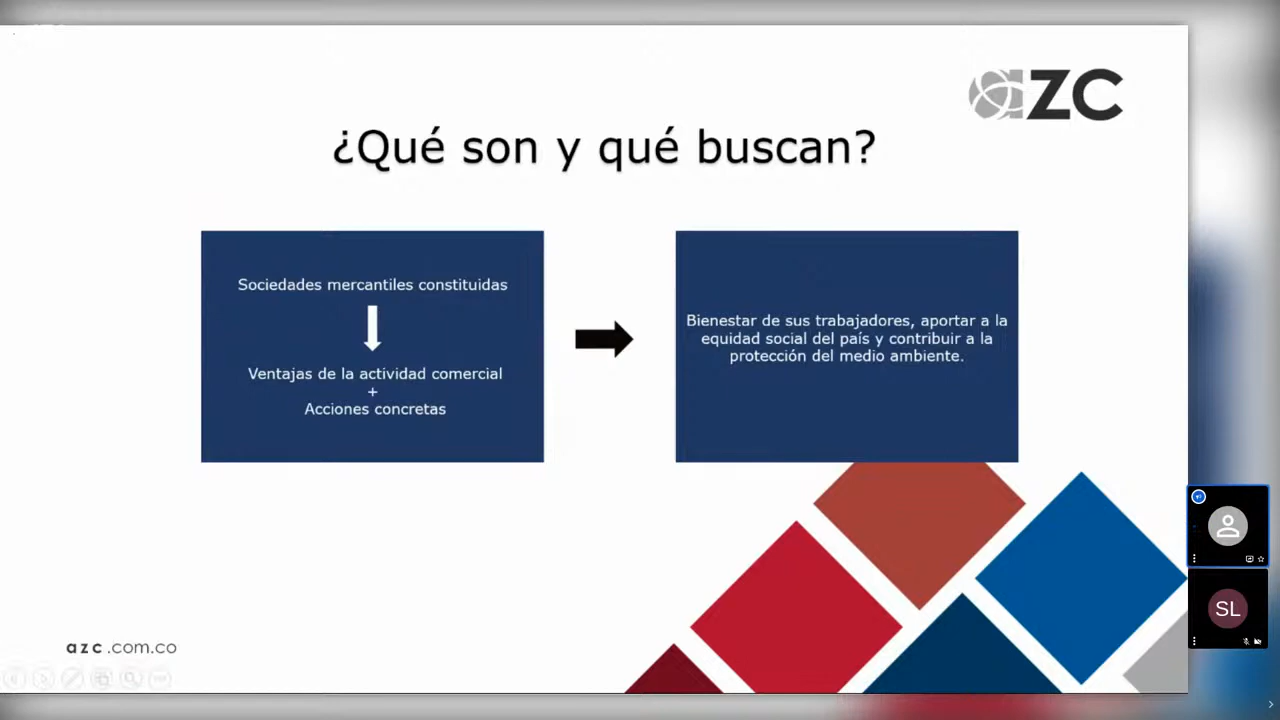 azc
¿Qué son y qué buscan?
Sociedades mercantiles constituidas
Ventajas de la actividad comercial
+
Acciones concretas
Bienestar de sus trabajadores, aportar a la
equidad social del país y contribuir a la
protección del medio ambiente.
azc.com.co
SL